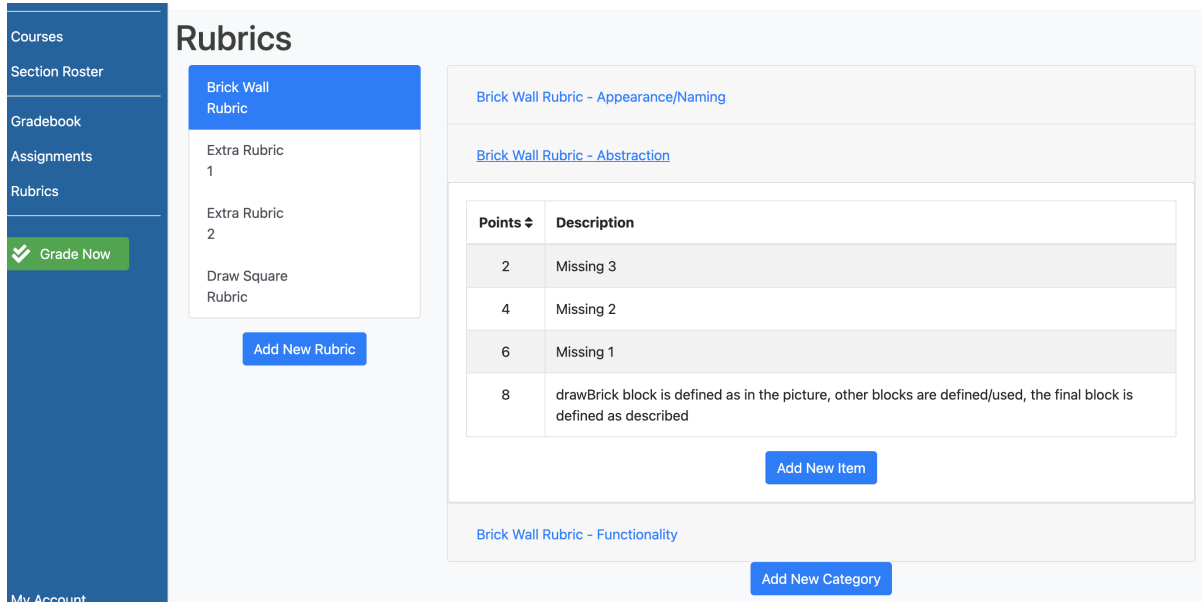 Courses
Section Roster
Gradebook
Assignments
Rubrics
Grade Now
My Account
Rubrics
Brick Wall
Rubric
Extra Rubric
1
Extra Rubric
2
Draw Square
Rubric
Add New Rubric
Brick Wall Rubric - Appearance/Naming
Brick Wall Rubric - Abstraction
Points Description
2 Missing 3
4 Missing 2
6 Missing 1
8 drawBrick block is defined as in the picture, other blocks are defined/used, the final block is
defined as described
Add New Item
Brick Wall Rubric - Functionality
Add New Category